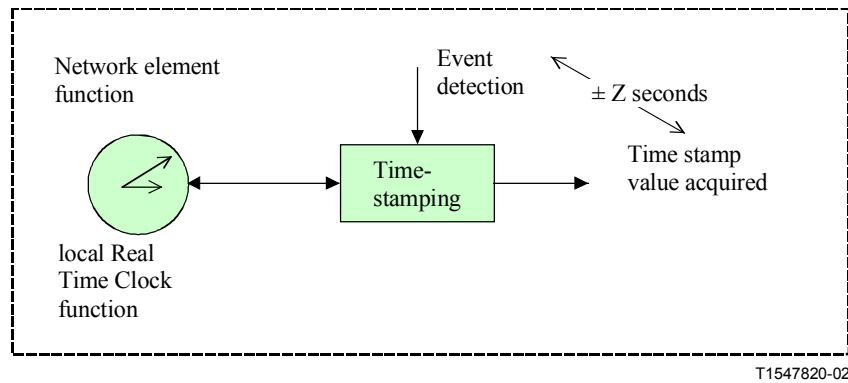 Network element
function
Event
detection
± Z seconds
Time stamp
value acquired
Time-
stamping
local Real
Time Clock
function
T1547820-02